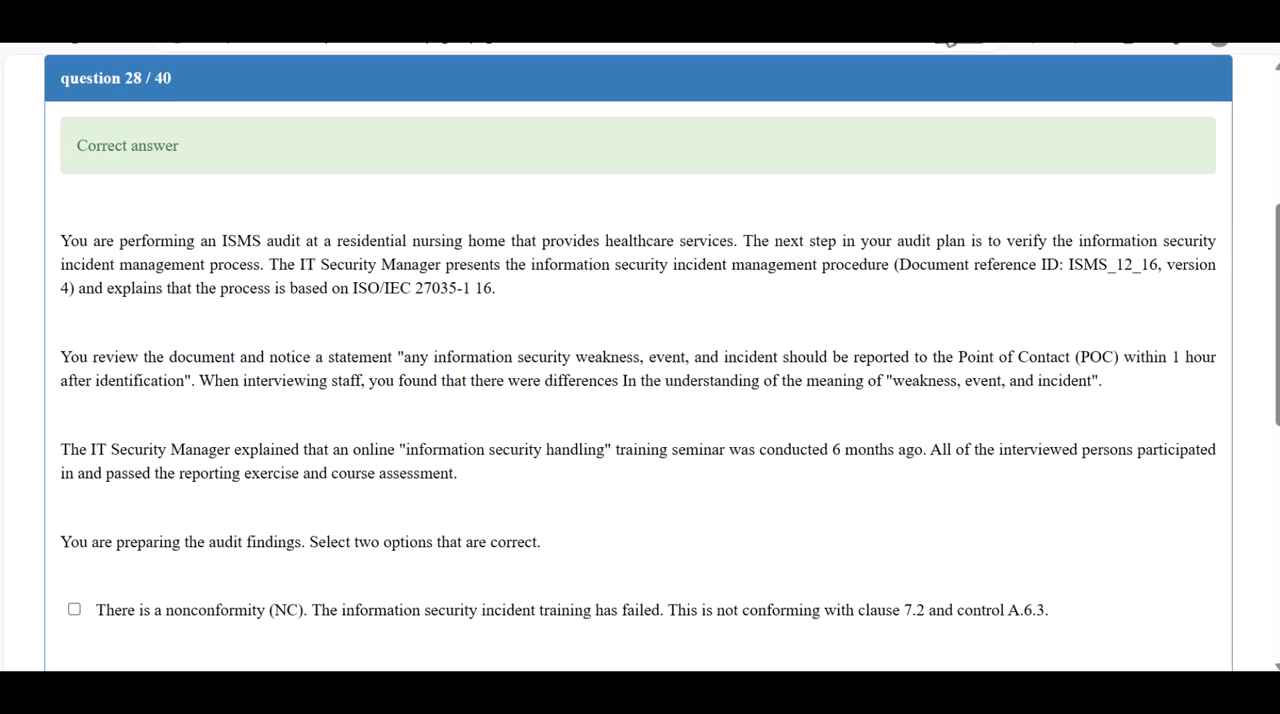 question 28 / 40
Correct answer
You are performing an ISMS audit at a residential nursing home that provides healthcare services. The next step in your audit plan is to verify the information security
incident management process. The IT Security Manager presents the information security incident management procedure (Document reference ID: ISMS_12_16, version
4) and explains that the process is based on ISO/IEC 27035-1 16.
You review the document and notice a statement "any information security weakness, event, and incident should be reported to the Point of Contact (POC) within 1 hour
after identification". When interviewing staff, you found that there were differences In the understanding of the meaning of "weakness, event, and incident".
The IT Security Manager explained that an online "information security handling" training seminar was conducted 6 months ago. All of the interviewed persons participated
in and passed the reporting exercise and course assessment.
You are preparing the audit findings. Select two options that are correct.
There is a nonconformity (NC). The information security incident training has failed. This is not conforming with clause 7.2 and control A.6.3.